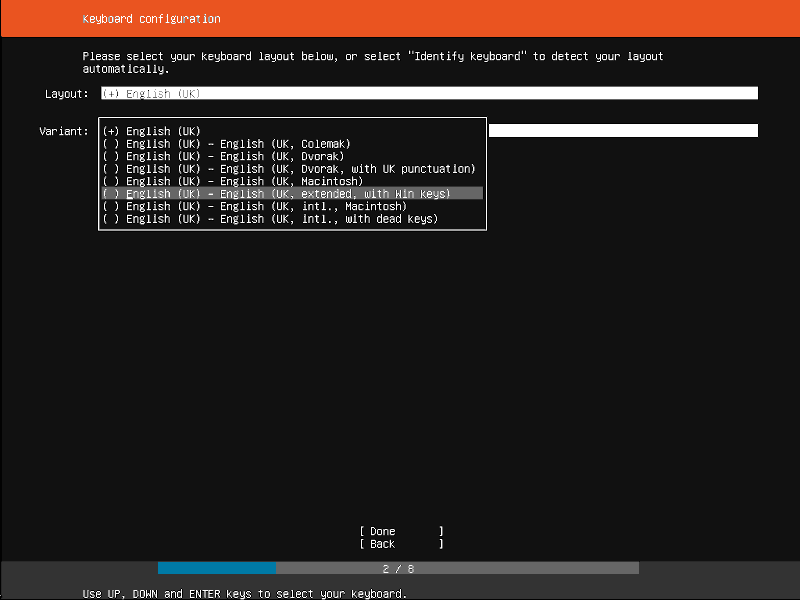 Keyboard configuration
Please select your keyboard layout below, or select "Identify keyboard" to detect your layout
automatically.
Layout: (+) English (UK)
Variant: (+) English (UK)
( ) English (UK) - English (UK, Colemak)
( ) English (UK) - English (UK, Dvorak)
( ) English (UK) - English (UK, Dvorak, with UK punctuation)
( ) English (UK) - English (UK, Macintosh)
( ) English (UK) - English (UK, extended, with Win keys)
( ) English (UK) - English (UK, intl., Macintosh)
( ) English (UK) - English (UK, intl., with dead keys)
[ Done ]
[ Back ]
2 / 8
Use UP, DOWN and ENTER keys to select your keyboard.